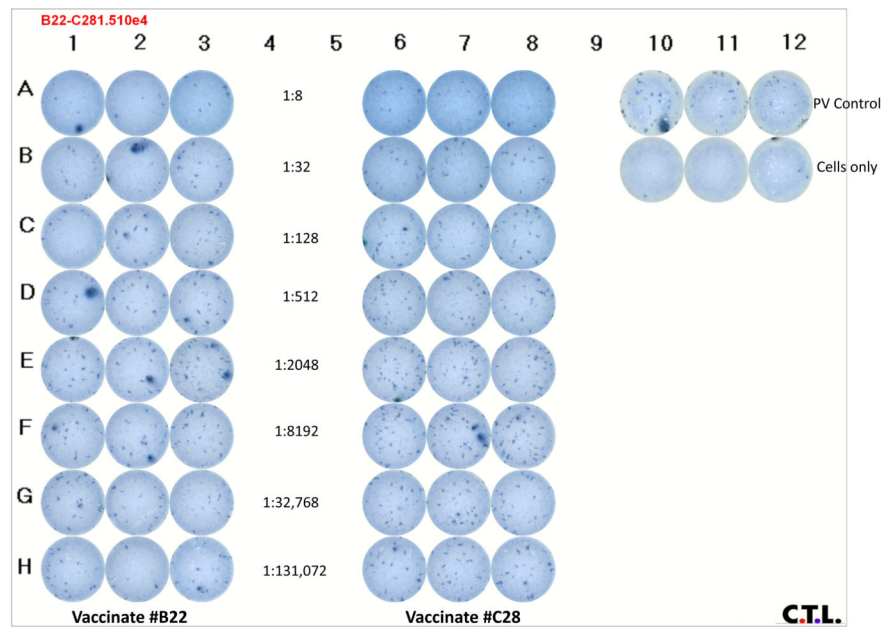 B22-C281.510e4
1 2 3 4 5 6 7 8 9 10 11 12
A 1:8 PV Control
B 1:32 Cells only
C 1:128
D 1:512
E 1:2048
F 1:8192
G 1:32,768
H 1:131,072
Vaccinate #B22 Vaccinate #C28
C.T.L.